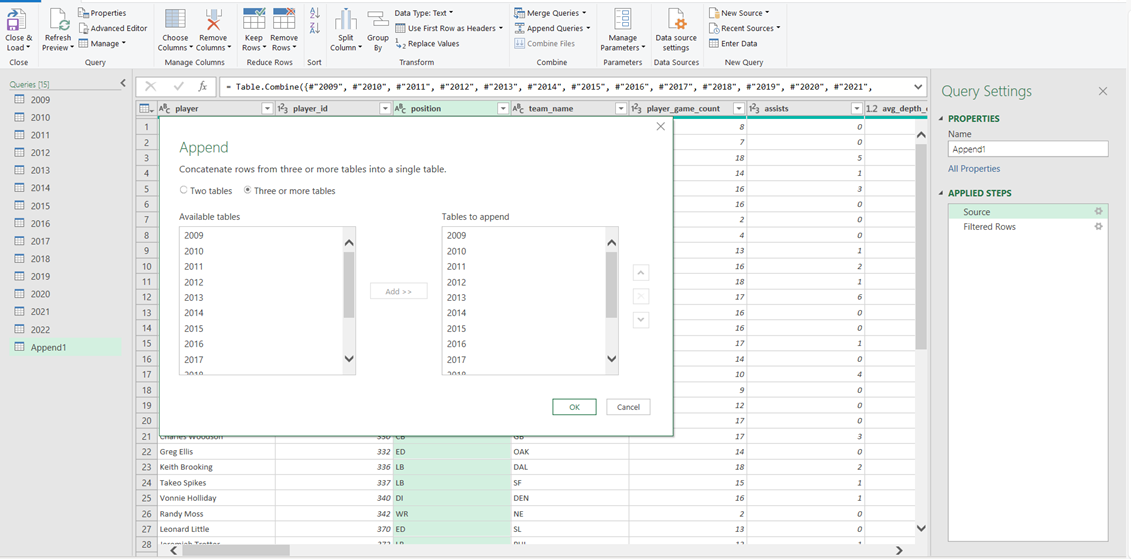 Close & Load
Refresh Preview
Properties
Advanced Editor
Manage
Choose Columns
Remove Columns
Keep Rows
Remove Rows
Split Column
Group By
Data Type: Text
Use First Row as Headers
Replace Values
Merge Queries
Append Queries
Combine Files
Manage Parameters
Data source settings
New Source
Recent Sources
Enter Data
Close
Query
Manage Columns
Reduce Rows
Sort
Transform
Combine
Parameters
Data Sources
New Query
Queries [15]
2009
2010
2011
2012
2013
2014
2015
2016
2017
2018
2019
2020
2021
2022
Append1
fx
= Table.Combine({#"2009", #"2010", #"2011", #"2012", #"2013", #"2014", #"2015", #"2016", #"2017", #"2018", #"2019", #"2020", #"2021",
player player_id position team_name player_game_count assists
1 8 0
2 7 0
3 18 5
4 14 1
5 16 3
6 16 0
7 2 0
8 4 0
9 13 1
10 16 2
11 18 1
12 17 6
13 16 0
14 16 0
15 17 1
16 14 0
17 10 4
18 9 0
19 12 0
20 17 0
21 Charles Woodson 330 CB GB 17 3
22 Greg Ellis 332 ED OAK 14 0
23 Keith Brooking 336 LB DAL 18 2
24 Takeo Spikes 337 LB SF 15 1
25 Vonnie Holliday 340 DI DEN 16 1
26 Randy Moss 342 WR NE 2 0
27 Leonard Little 370 ED SL 13 0
28
Append
Concatenate rows from three or more tables into a single table.
Two tables Three or more tables
Available tables
2009
2010
2011
2012
2013
2014
2015
2016
2017
2018
Add >>
Tables to append
2009
2010
2011
2012
2013
2014
2015
2016
2017
2018
OK
Cancel
Query Settings
PROPERTIES
Name
Append1
All Properties
APPLIED STEPS
Source
Filtered Rows